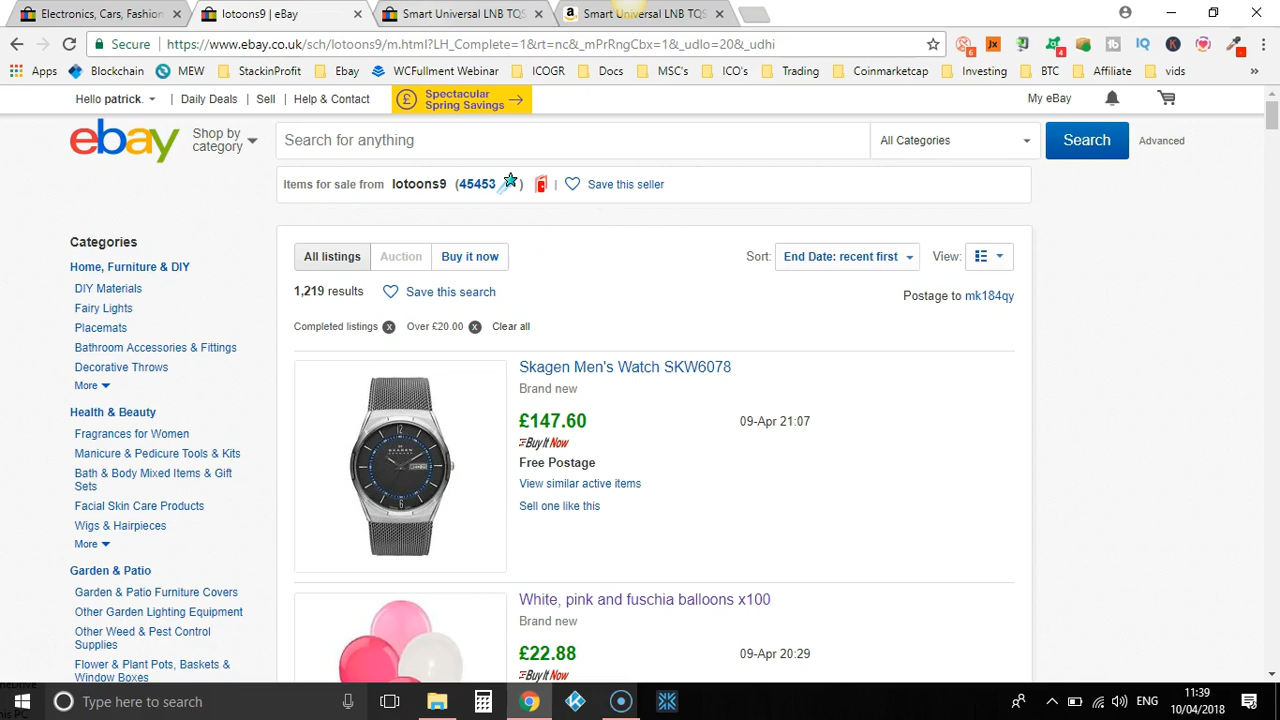 Electronics, Cars, Fashion
lotoons9 | eBay
Smart Universal LNB TQS
Smart Universal LNB TQS
Secure
https://www.ebay.co.uk/sch/lotoons9/m.html?LH_Complete=1&rt=nc&_mPrRngCbx=1&_udlo=20&_udhi
Apps
Blockchain
MEW
StackinProfit
Ebay
WCFullment Webinar
ICOGR
Docs
MSC's
ICO's
Trading
Coinmarketcap
Investing
BTC
Affiliate
vids
Hello patrick.
Daily Deals
Sell
Help & Contact
Spectacular
Spring Savings
My eBay
ebay
Shop by
category
Search for anything
All Categories
Search
Advanced
Items for sale from lotoons9 (45453 )
Save this seller
Categories
Home, Furniture & DIY
DIY Materials
Fairy Lights
Placemats
Bathroom Accessories & Fittings
Decorative Throws
More
Health & Beauty
Fragrances for Women
Manicure & Pedicure Tools & Kits
Bath & Body Mixed Items & Gift
Sets
Facial Skin Care Products
Wigs & Hairpieces
More
Garden & Patio
Garden & Patio Furniture Covers
Other Garden Lighting Equipment
Other Weed & Pest Control
Supplies
Flower & Plant Pots, Baskets &
Window Boxes
All listings
Auction
Buy it now
Sort: End Date: recent first
View:
1,219 results
Save this search
Postage to mk184qy
Completed listings
Over £20.00
Clear all
Skagen Men's Watch SKW6078
Brand new
£147.60
09-Apr 21:07
Buy It Now
Free Postage
View similar active items
Sell one like this
White, pink and fuschia balloons x100
Brand new
£22.88
09-Apr 20:29
Buy It Now
Type here to search
ENG
11:39
10/04/2018